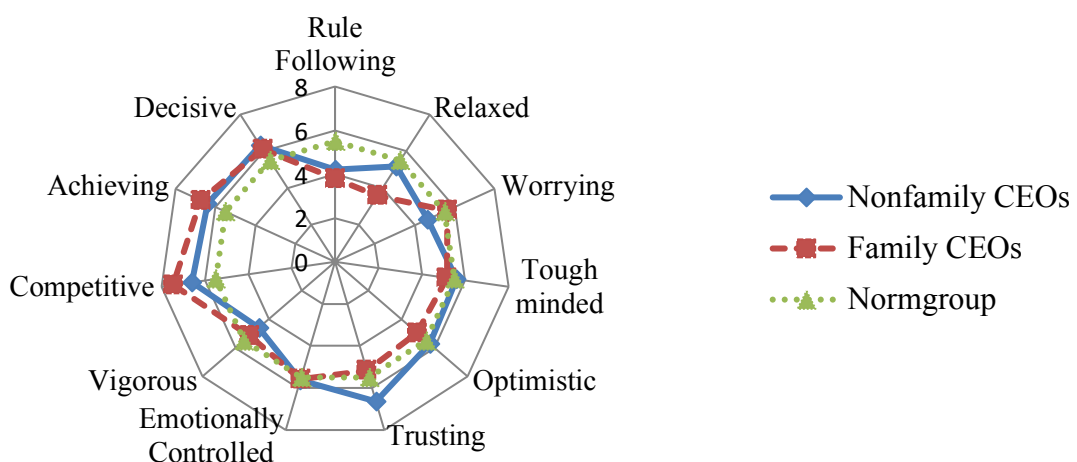 Rule
Following
Relaxed
Worrying
Tough
minded
Optimistic
Trusting
Emotionally
Controlled
Vigorous
Competitive
Achieving
Decisive
8
6
4
2
0
Nonfamily CEOs
Family CEOs
Normgroup